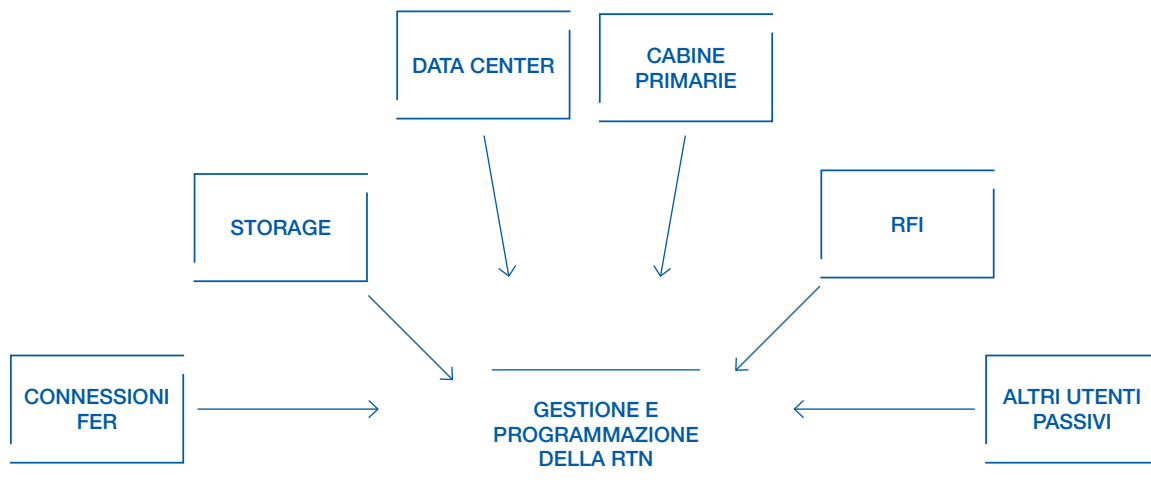 DATA CENTER
CABINE
PRIMARIE
STORAGE
RFI
CONNESSIONI
FER
GESTIONE E
PROGRAMMAZIONE
DELLA RTN
ALTRI UTENTI
PASSIVI